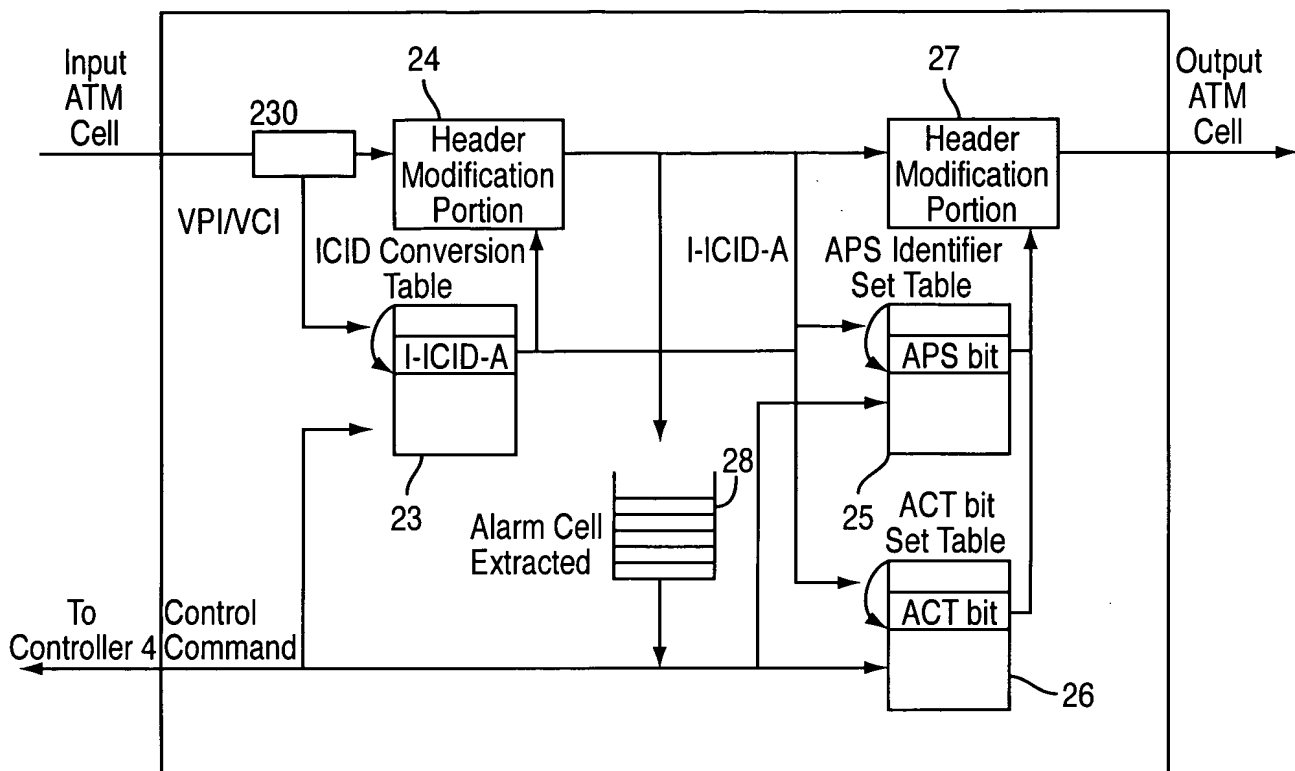 Input
ATM
Cell
230
24
Header
Modification
Portion
27
Header
Modification
Portion
Output
ATM
Cell
VPI/VCI
ICID Conversion
Table
I-ICID-A
23
I-ICID-A
APS Identifier
Set Table
APS bit
25
28
Alarm Cell
Extracted
ACT bit
Set Table
ACT bit
26
To
Controller 4
Control
Command